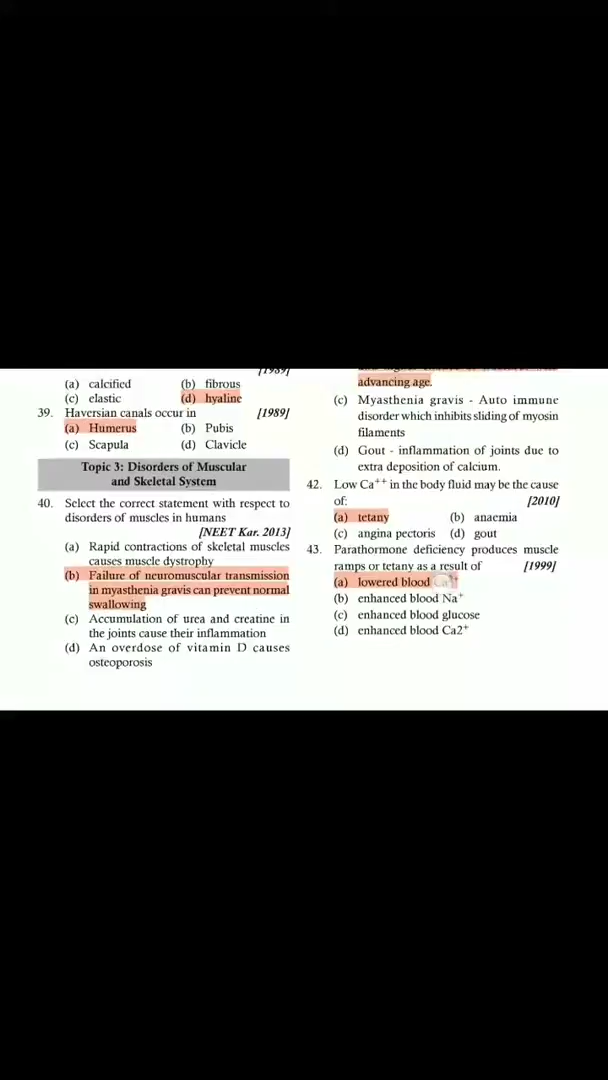 [1989]
(a) calcified (b) fibrous
(c) elastic (d) hyaline
39. Haversian canals occur in [1989]
(a) Humerus (b) Pubis
(c) Scapula (d) Clavicle
Topic 3: Disorders of Muscular
and Skeletal System
40. Select the correct statement with respect to
disorders of muscles in humans
[NEET Kar. 2013]
(a) Rapid contractions of skeletal muscles
causes muscle dystrophy
(b) Failure of neuromuscular transmission
in myasthenia gravis can prevent normal
swallowing
(c) Accumulation of urea and creatine in
the joints cause their inflammation
(d) An overdose of vitamin D causes
osteoporosis
advancing age.
(c) Myasthenia gravis - Auto immune
disorder which inhibits sliding of myosin
filaments
(d) Gout - inflammation of joints due to
extra deposition of calcium.
42. Low Ca⁺⁺ in the body fluid may be the cause
of: [2010]
(a) tetany (b) anaemia
(c) angina pectoris (d) gout
43. Parathormone deficiency produces muscle
ramps or tetany as a result of [1999]
(a) lowered blood
(b) enhanced blood Na⁺
(c) enhanced blood glucose
(d) enhanced blood Ca2⁺